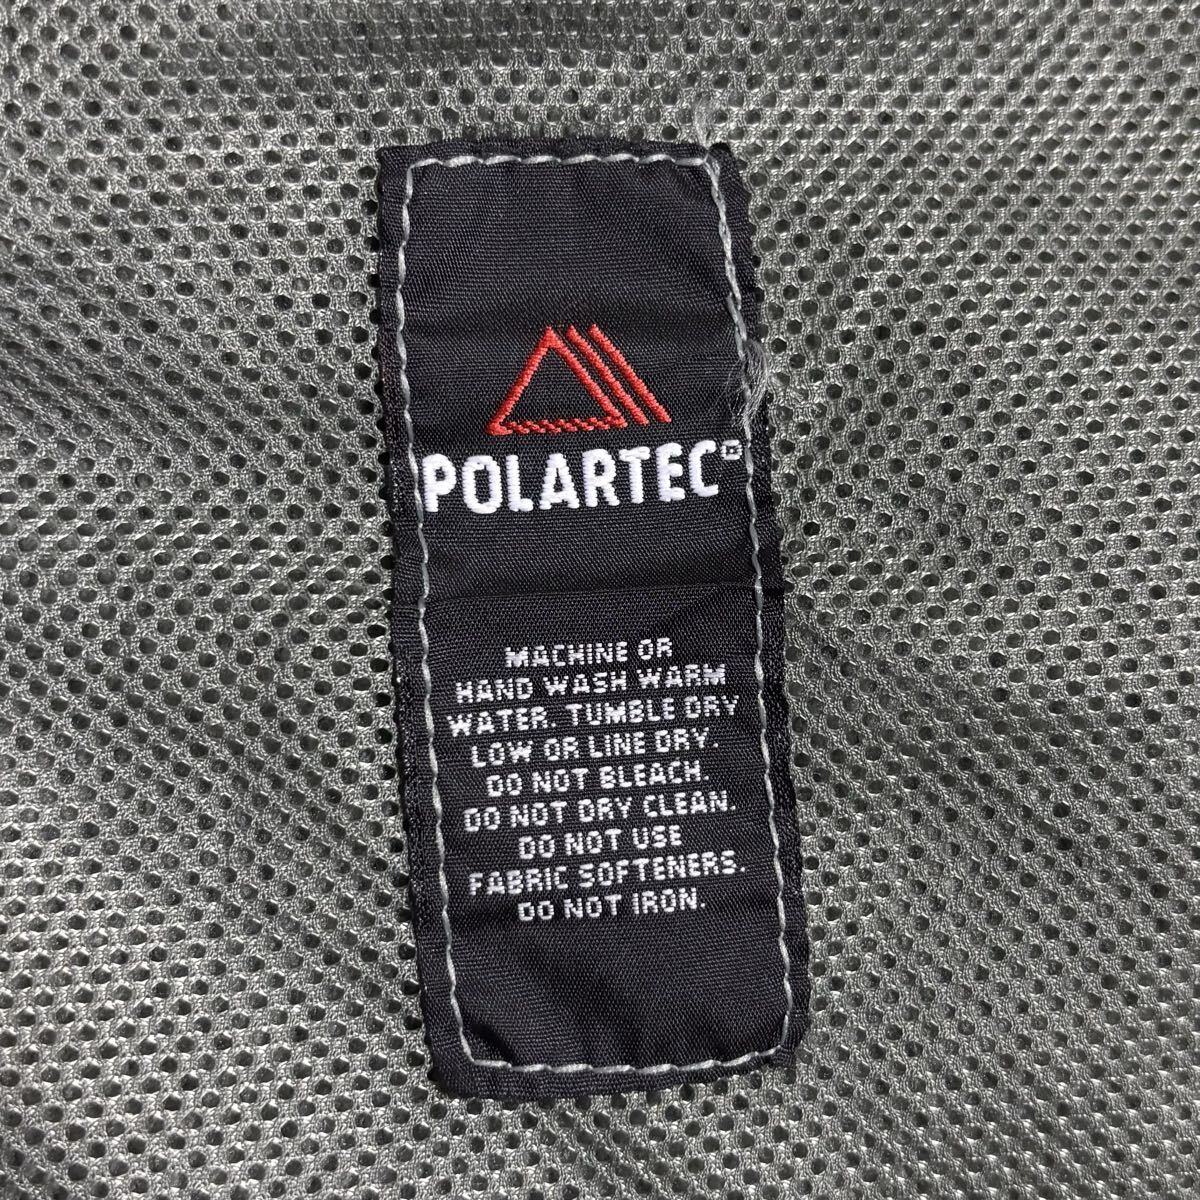 POLARTEC®
MACHINE OR
HAND WASH WARM
WATER. TUMBLE DRY
LOW OR LINE DRY.
DO NOT BLEACH.
DO NOT DRY CLEAN.
DO NOT USE
FABRIC SOFTENERS.
DO NOT IRON.